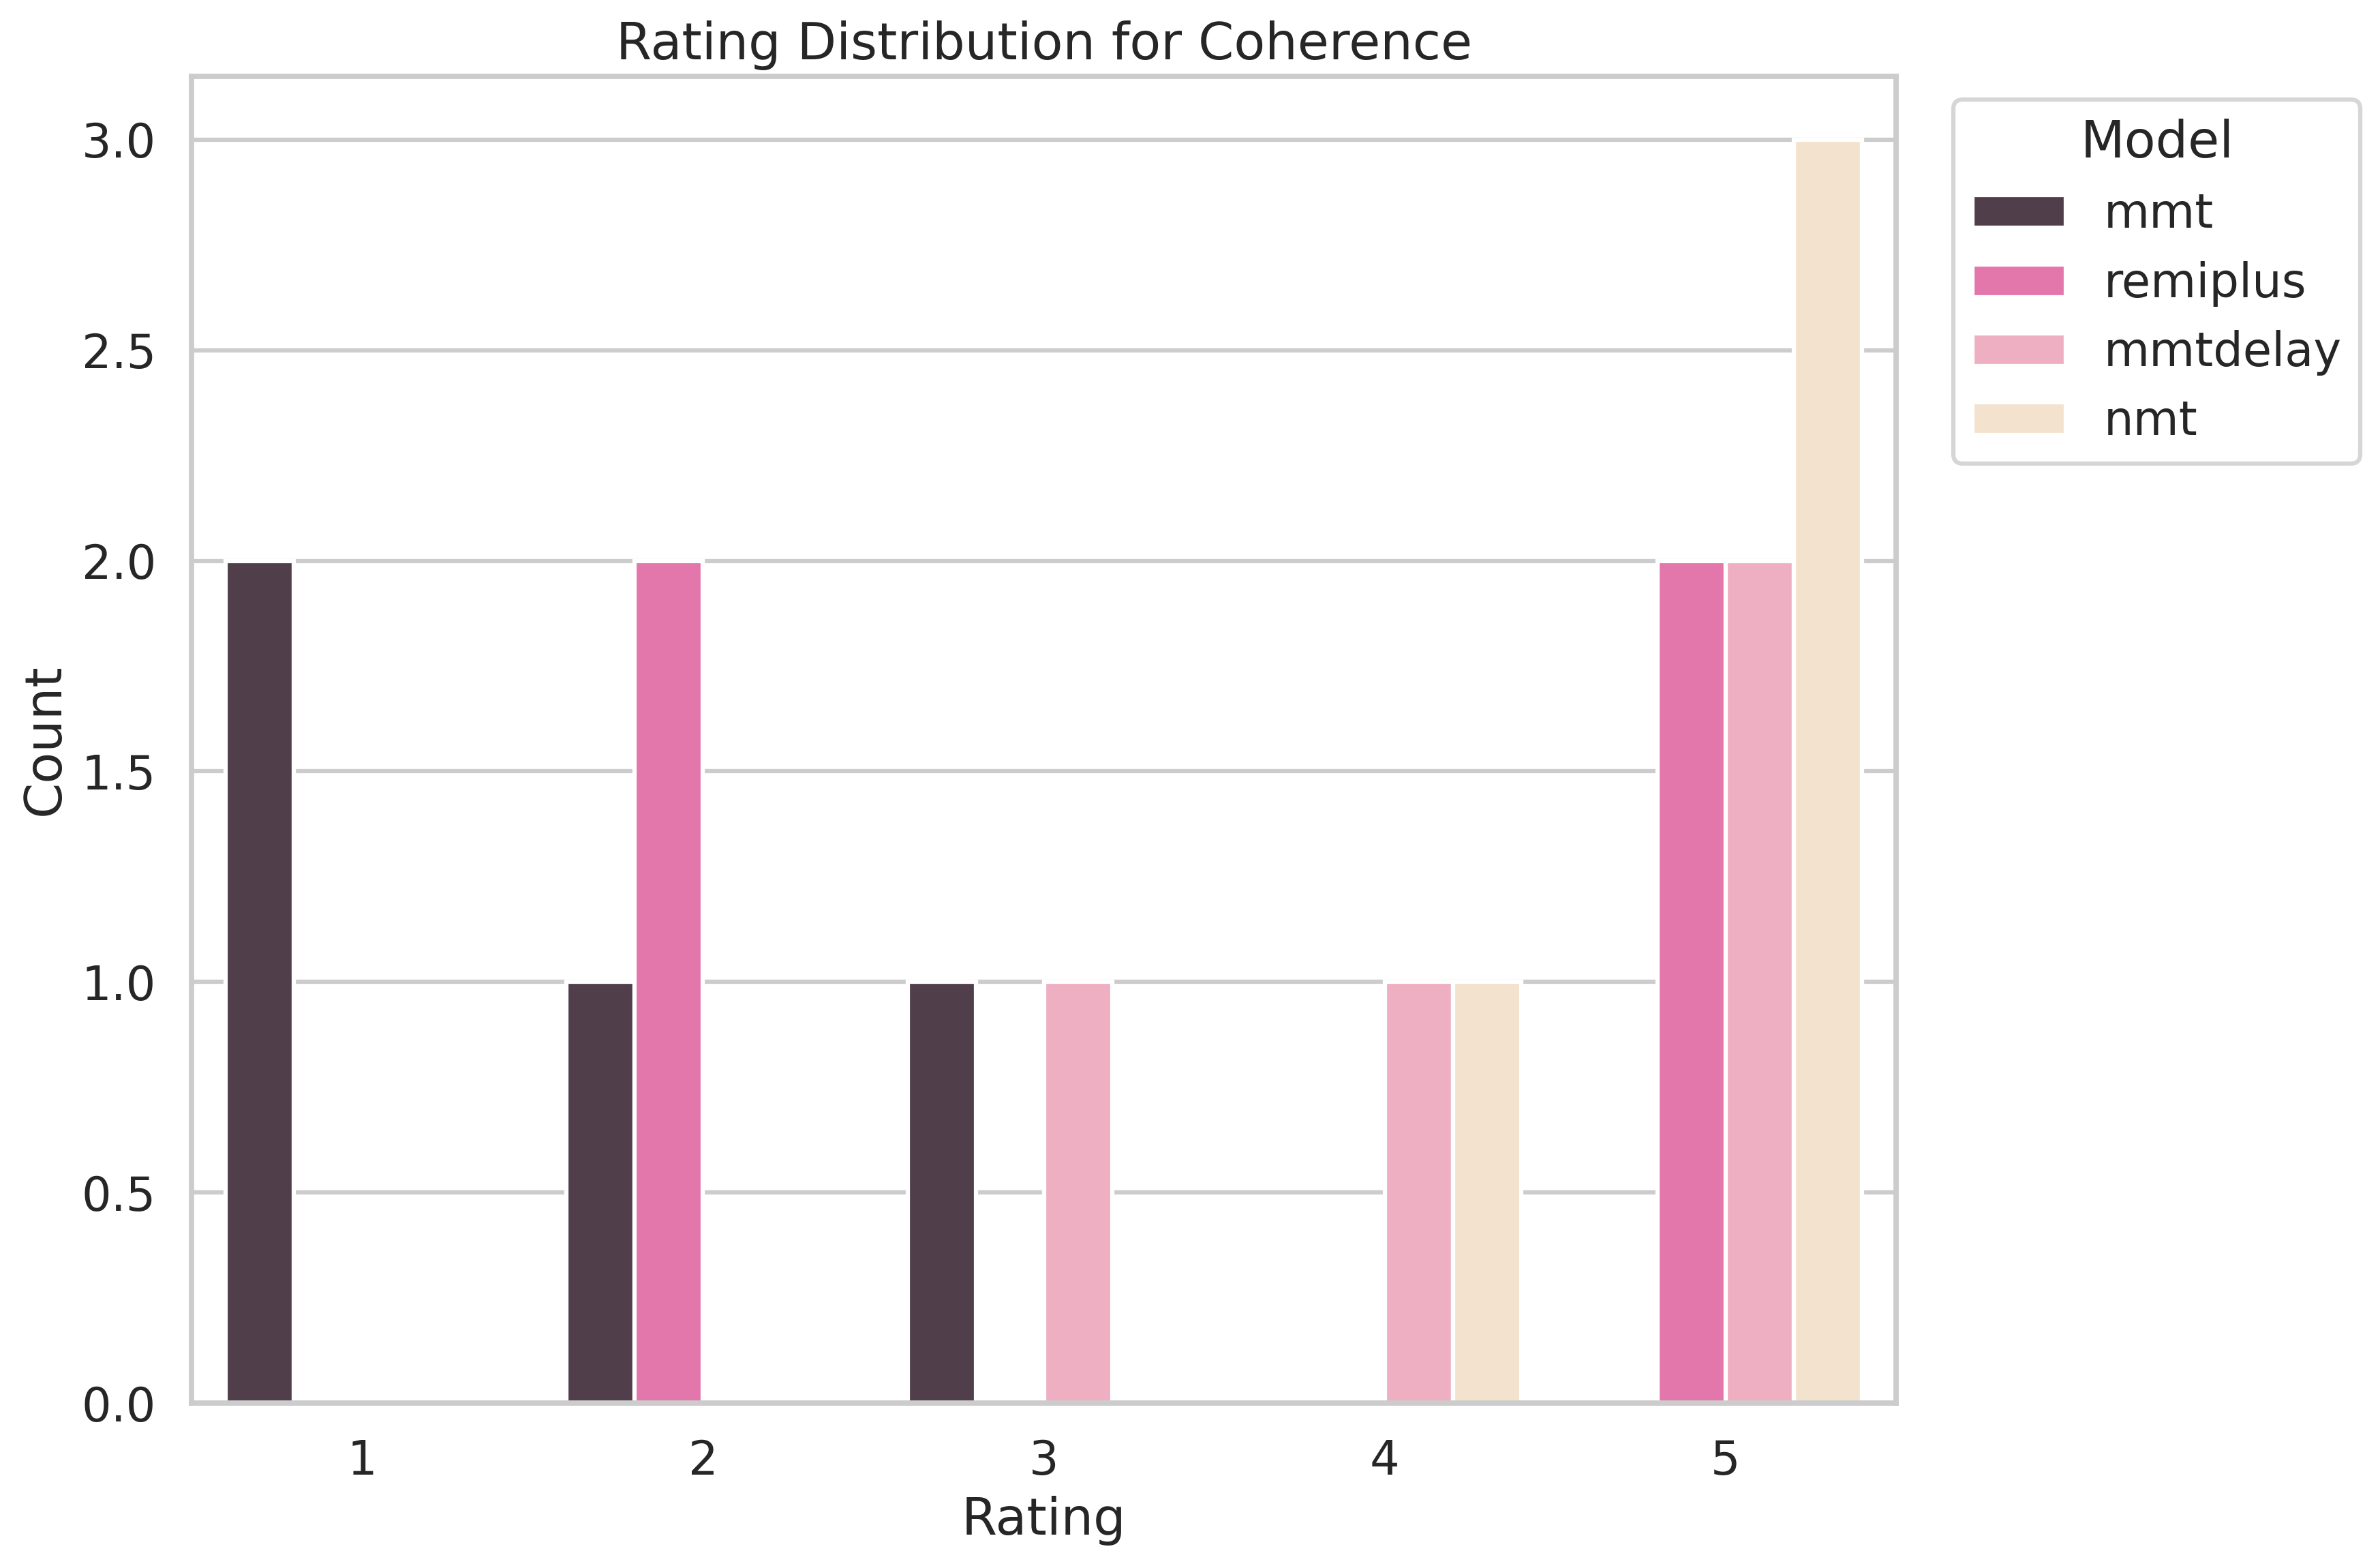 Rating Distribution for Coherence
3.0
2.5
2.0
1.5
1.0
0.5
0.0
Count
1 2 3 4 5
Rating
Model
mmt
remiplus
mmtdelay
nmt